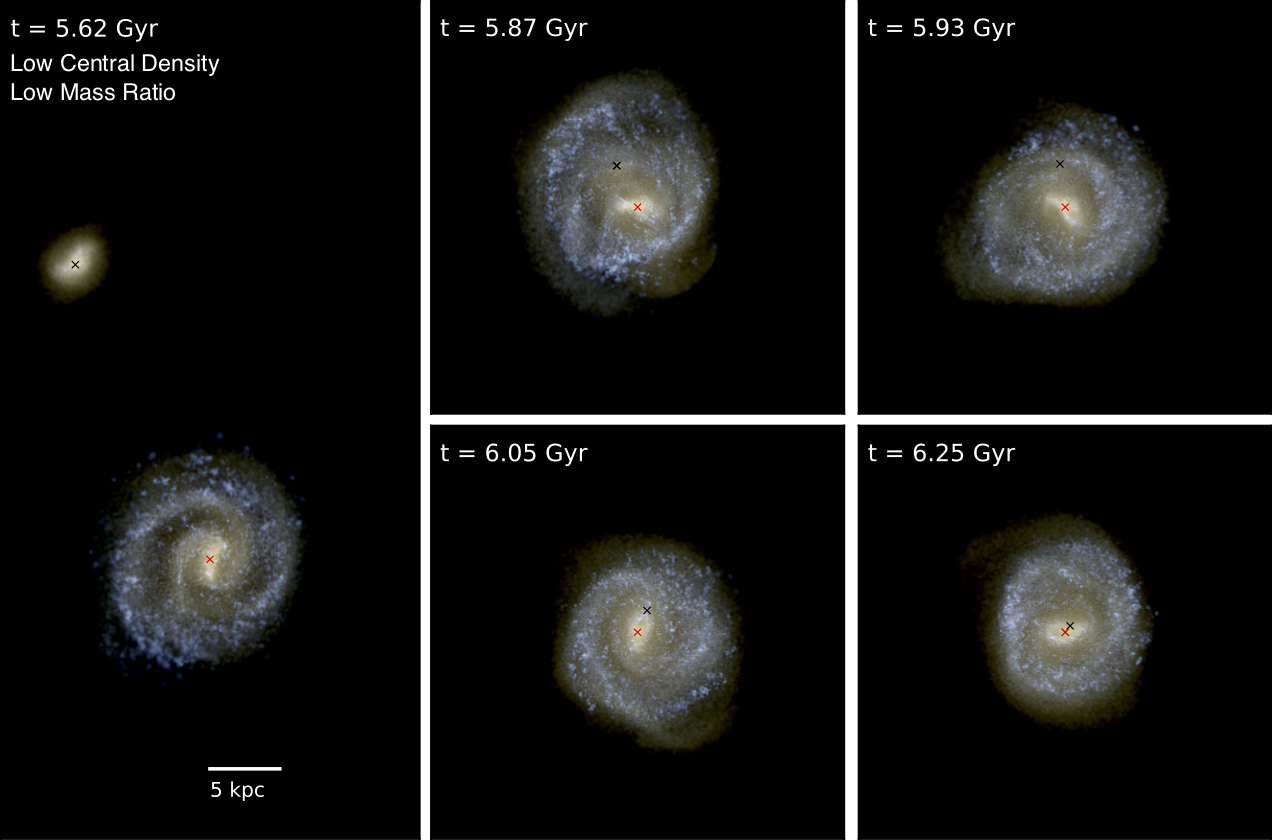 t = 5.62 Gyr
Low Central Density
Low Mass Ratio
5 kpc
t = 5.87 Gyr
t = 5.93 Gyr
t = 6.05 Gyr
t = 6.25 Gyr